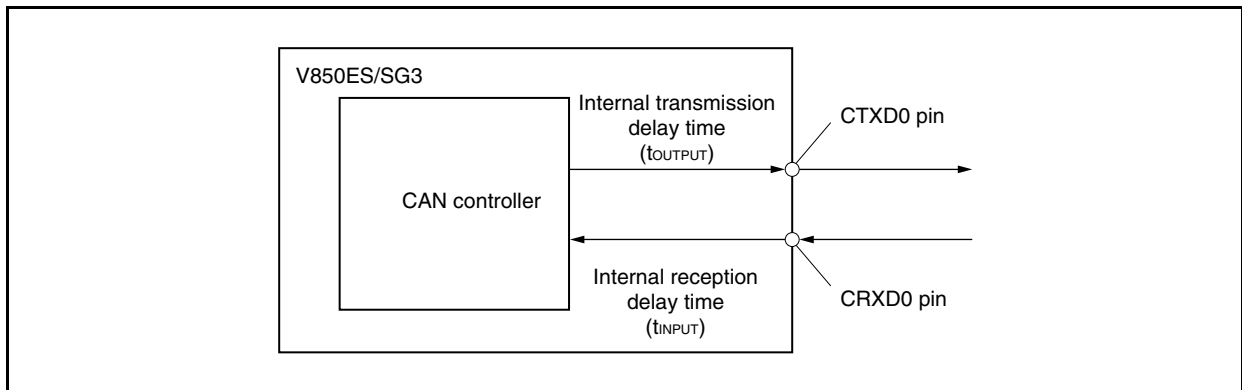 V850ES/SG3
Internal transmission
delay time
(tOUTPUT)
CTXD0 pin
CAN controller
Internal reception
delay time
(tINPUT)
CRXD0 pin